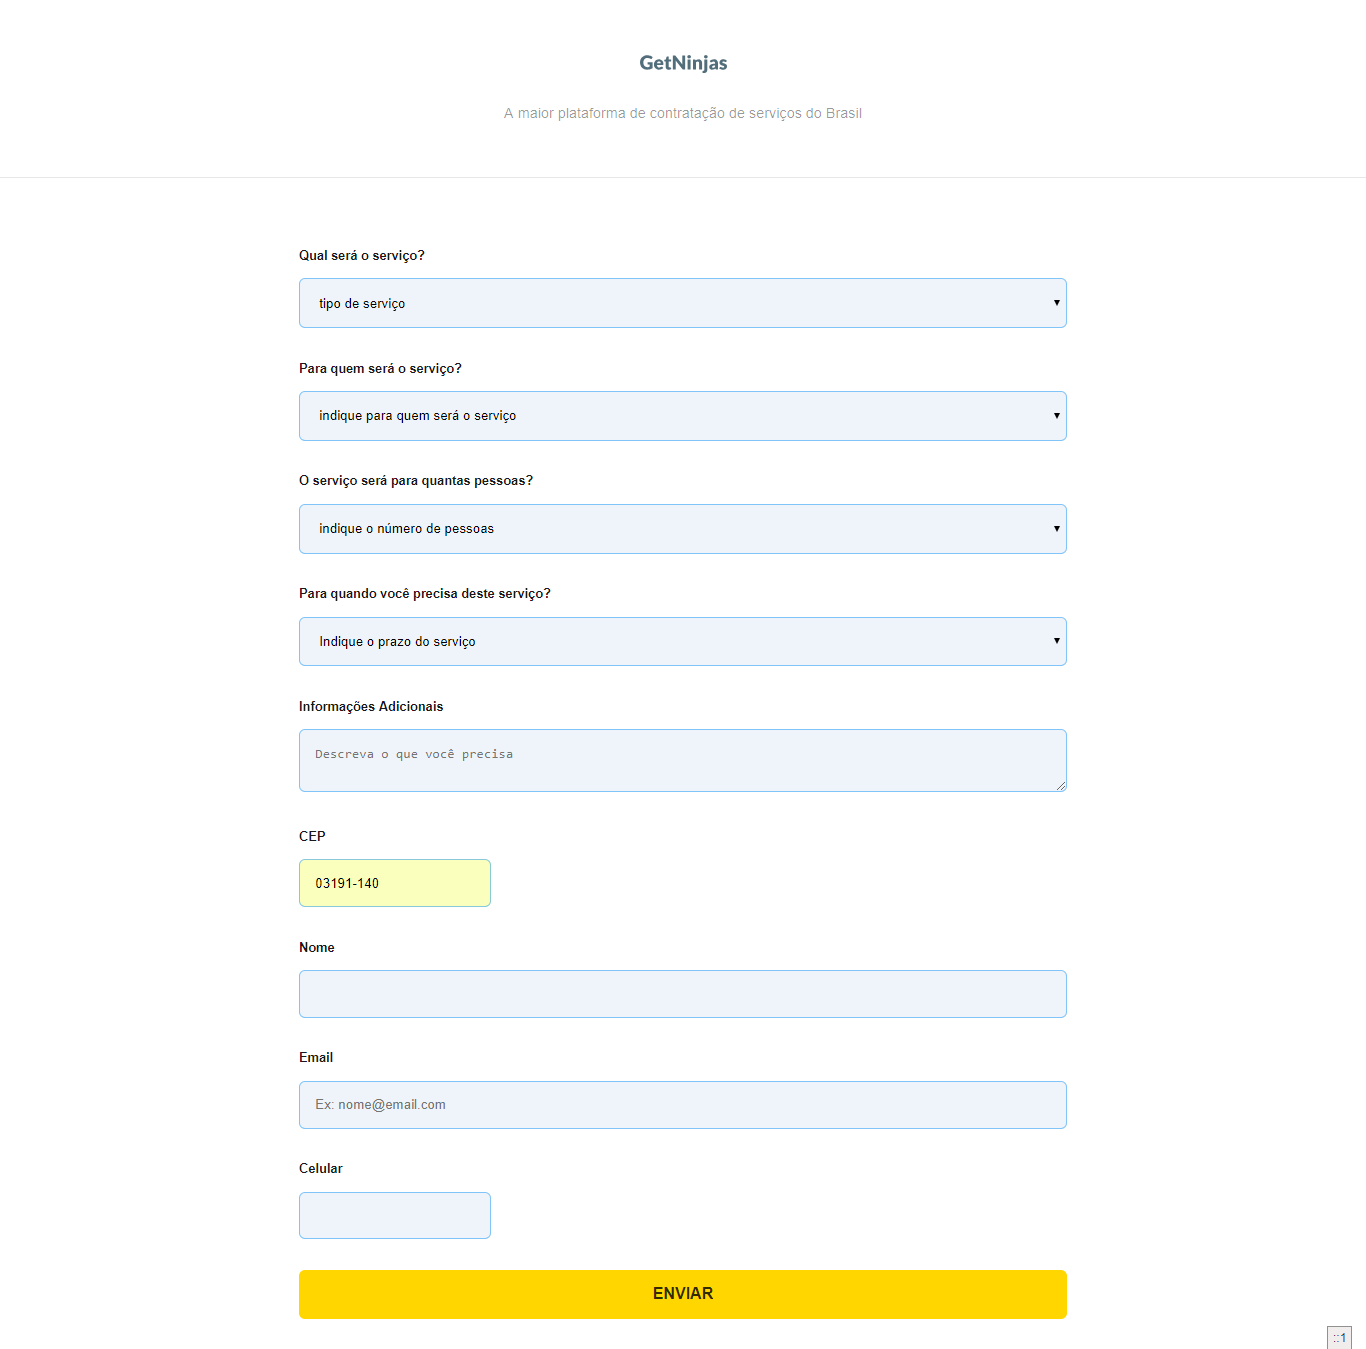 GetNinjas
A maior plataforma de contratação de serviços do Brasil
Qual será o serviço?
tipo de serviço
Para quem será o serviço?
indique para quem será o serviço
O serviço será para quantas pessoas?
indique o número de pessoas
Para quando você precisa deste serviço?
Indique o prazo do serviço
Informações Adicionais
Descreva o que você precisa
CEP
03191-140
Nome
Email
Ex: nome@email.com
Celular
ENVIAR
::1